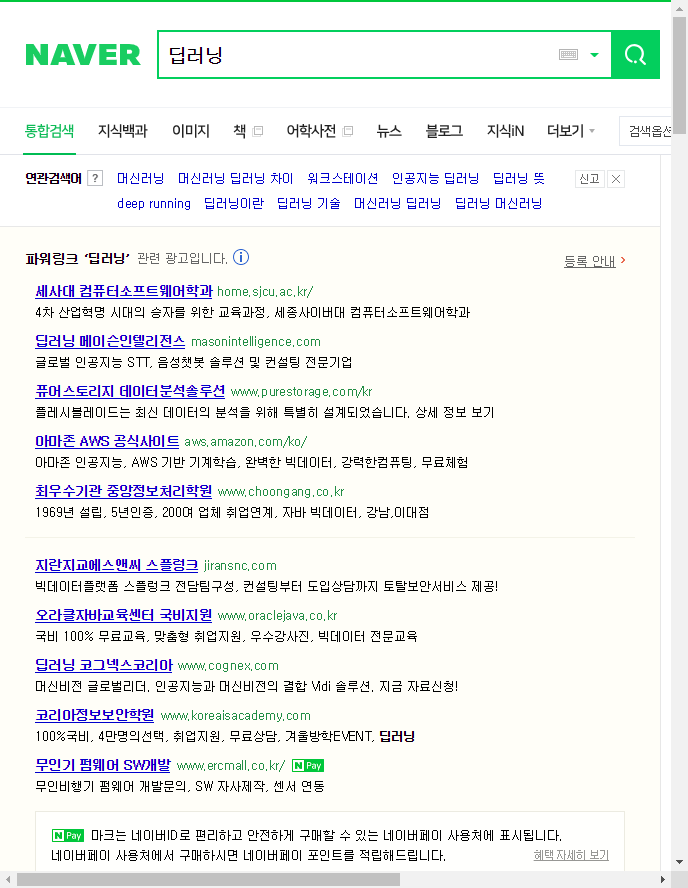 NAVER 딥러닝
통합검색 지식백과 이미지 책 어학사전 뉴스 블로그 지식iN 더보기 검색옵션
연관검색어 ? 머신러닝 머신러닝 딥러닝 차이 워크스테이션 인공지능 딥러닝 딥러닝 뜻 신고
deep running 딥러닝이란 딥러닝 기술 머신러닝 딥러닝 딥러닝 머신러닝
파워링크 '딥러닝' 관련 광고입니다. i 등록 안내
세사대 컴퓨터소프트웨어학과 home.sjcu.ac.kr/
4차 산업혁명 시대의 승자를 위한 교육과정, 세종사이버대 컴퓨터소프트웨어학과
딥러닝 메이슨인텔리전스 masonintelligence.com
글로벌 인공지능 STT, 음성챗봇 솔루션 및 컨설팅 전문기업
퓨어스토리지 데이터분석솔루션 www.purestorage.com/kr
플레시블레이드는 최신 데이터의 분석을 위해 특별히 설계되었습니다. 상세 정보 보기
아마존 AWS 공식사이트 aws.amazon.com/ko/
아마존 인공지능, AWS 기반 기계학습, 완벽한 빅데이터, 강력한컴퓨팅, 무료체험
최우수기관 중앙정보처리학원 www.choongang.co.kr
1969년 설립, 5년인증, 200여 업체 취업연계, 자바 빅데이터, 강남,이대점
지란지교에스앤씨 스플렁크 jiransnc.com
빅데이터플랫폼 스플렁크 전담팀구성, 컨설팅부터 도입상담까지 토탈보안서비스 제공!
오라클자바교육센터 국비지원 www.oraclejava.co.kr
국비 100% 무료교육, 맞춤형 취업지원, 우수강사진, 빅데이터 전문교육
딥러닝 코그넥스코리아 www.cognex.com
머신비전 글로벌리더. 인공지능과 머신비전의 결합 Vidi 솔루션. 지금 자료신청!
코리아정보보안학원 www.koreaisacademy.com
100%국비, 4만명의선택, 취업지원, 무료상담, 겨울방학EVENT, 딥러닝
무인기 펌웨어 SW개발 www.ercmall.co.kr/ N Pay
무인비행기 펌웨어 개발문의, SW 자사제작, 센서 연동
N Pay 마크는 네이버ID로 편리하고 안전하게 구매할 수 있는 네이버페이 사용처에 표시됩니다.
네이버페이 사용처에서 구매하시면 네이버페이 포인트를 적립해드립니다. 혜택 자세히 보기